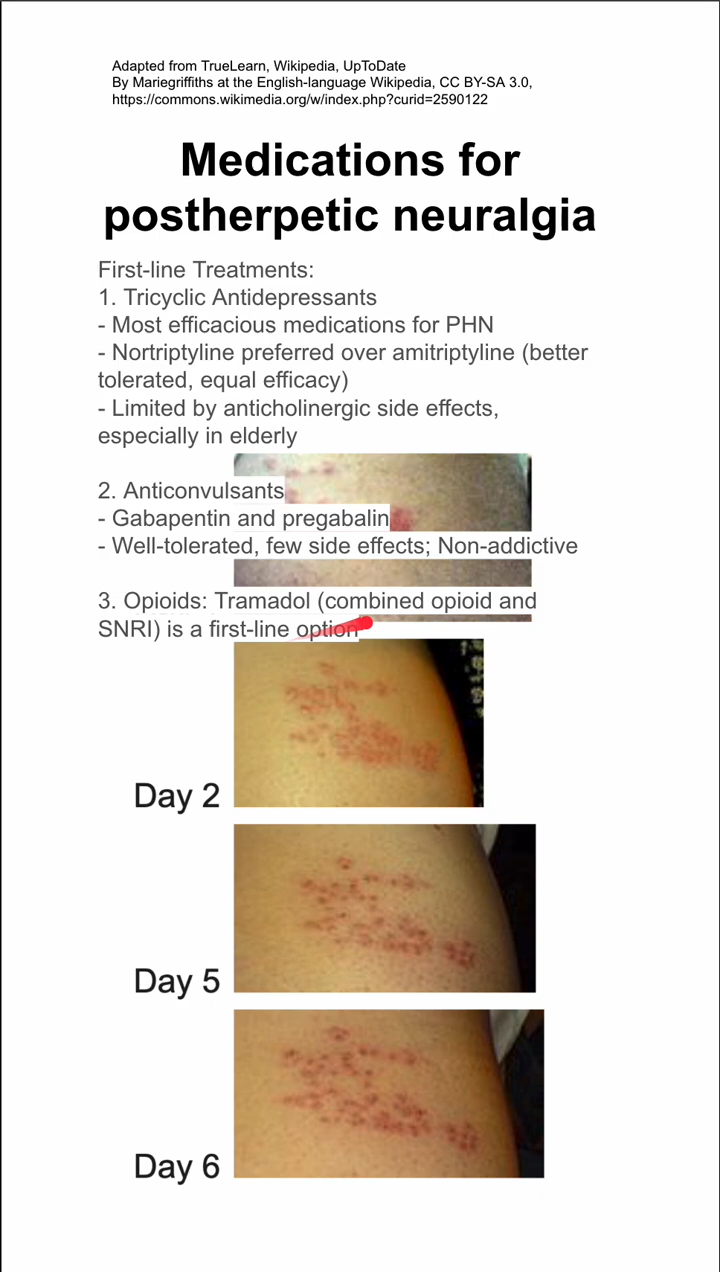 Adapted from TrueLearn, Wikipedia, UpToDate
By Mariegriffiths at the English-language Wikipedia, CC BY-SA 3.0,
https://commons.wikimedia.org/w/index.php?curid=2590122
Medications for
postherpetic neuralgia
First-line Treatments:
1. Tricyclic Antidepressants
- Most efficacious medications for PHN
- Nortriptyline preferred over amitriptyline (better
tolerated, equal efficacy)
- Limited by anticholinergic side effects,
especially in elderly
2. Anticonvulsants
- Gabapentin and pregabalin
- Well-tolerated, few side effects; Non-addictive
3. Opioids: Tramadol (combined opioid and
SNRI) is a first-line option
Day 2
Day 5
Day 6